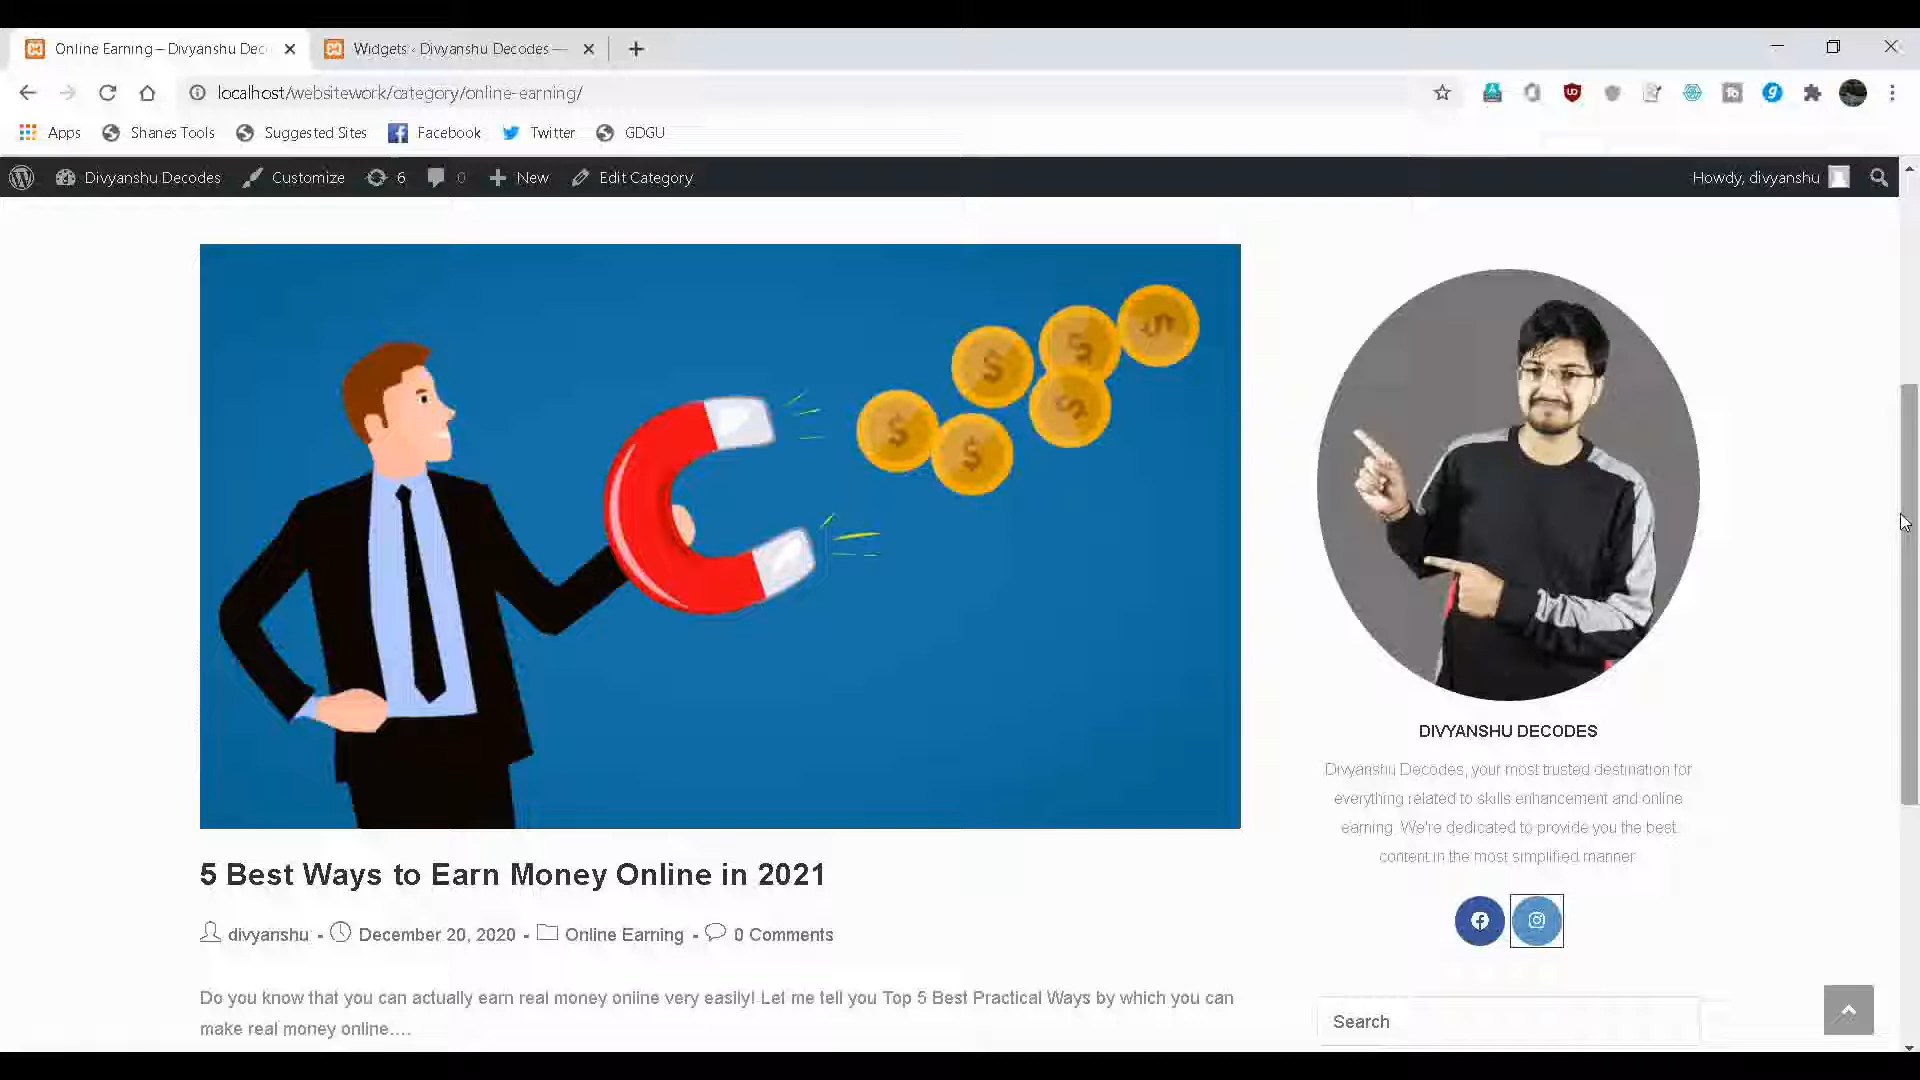 Online Earning – Divyanshu Dec
Widgets ‹ Divyanshu Decodes —
localhost/websitework/category/online-earning/
Apps
Shanes Tools
Suggested Sites
Facebook
Twitter
GDGU
Divyanshu Decodes
Customize
6
0
New
Edit Category
Howdy, divyanshu
$ $ $ $ $ $
DIVYANSHU DECODES
Divyanshu Decodes, your most trusted destination for
everything related to skills enhancement and online
earning. We're dedicated to provide you the best
content in the most simplified manner
5 Best Ways to Earn Money Online in 2021
divyanshu - December 20, 2020 - Online Earning - 0 Comments
Do you know that you can actually earn real money online very easily! Let me tell you Top 5 Best Practical Ways by which you can
make real money online....
Search